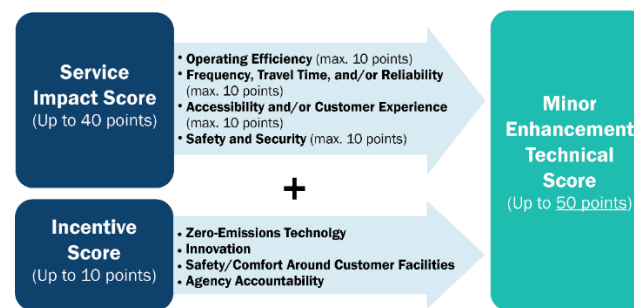 Service
Impact Score
(Up to 40 points)
• Operating Efficiency (max. 10 points)
• Frequency, Travel Time, and/or Reliability
(max. 10 points)
• Accessibility and/or Customer Experience
(max. 10 points)
• Safety and Security (max. 10 points)
+
Incentive
Score
(Up to 10 points)
• Zero-Emissions Technolgy
• Innovation
• Safety/Comfort Around Customer Facilities
• Agency Accountability
Minor
Enhancement
Technical
Score
(Up to 50 points)